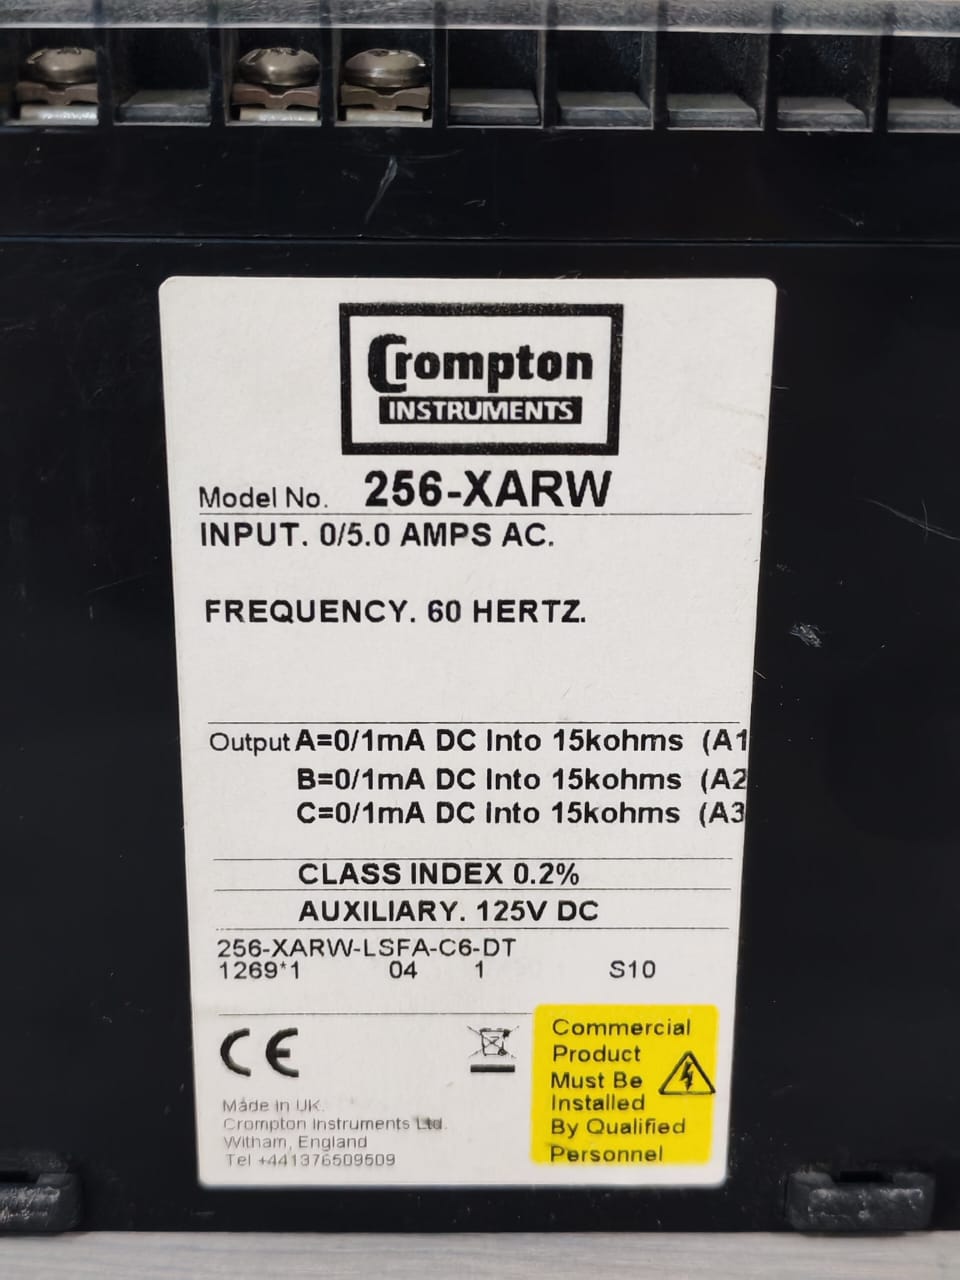 Crompton
INSTRUMENTS
Model No. 256-XARW
INPUT. 0/5.0 AMPS AC.
FREQUENCY. 60 HERTZ.
Output A=0/1mA DC Into 15kohms (A1
B=0/1mA DC Into 15kohms (A2
C=0/1mA DC Into 15kohms (A3
CLASS INDEX 0.2%
AUXILIARY. 125V DC
256-XARW-LSFA-C6-DT
1269*1 04 1 S10
CE
Commercial
Product
Must Be
Installed
By Qualified
Personnel
Made in UK.
Crompton Instruments Ltd.
Witham, England
Tel +441376509509